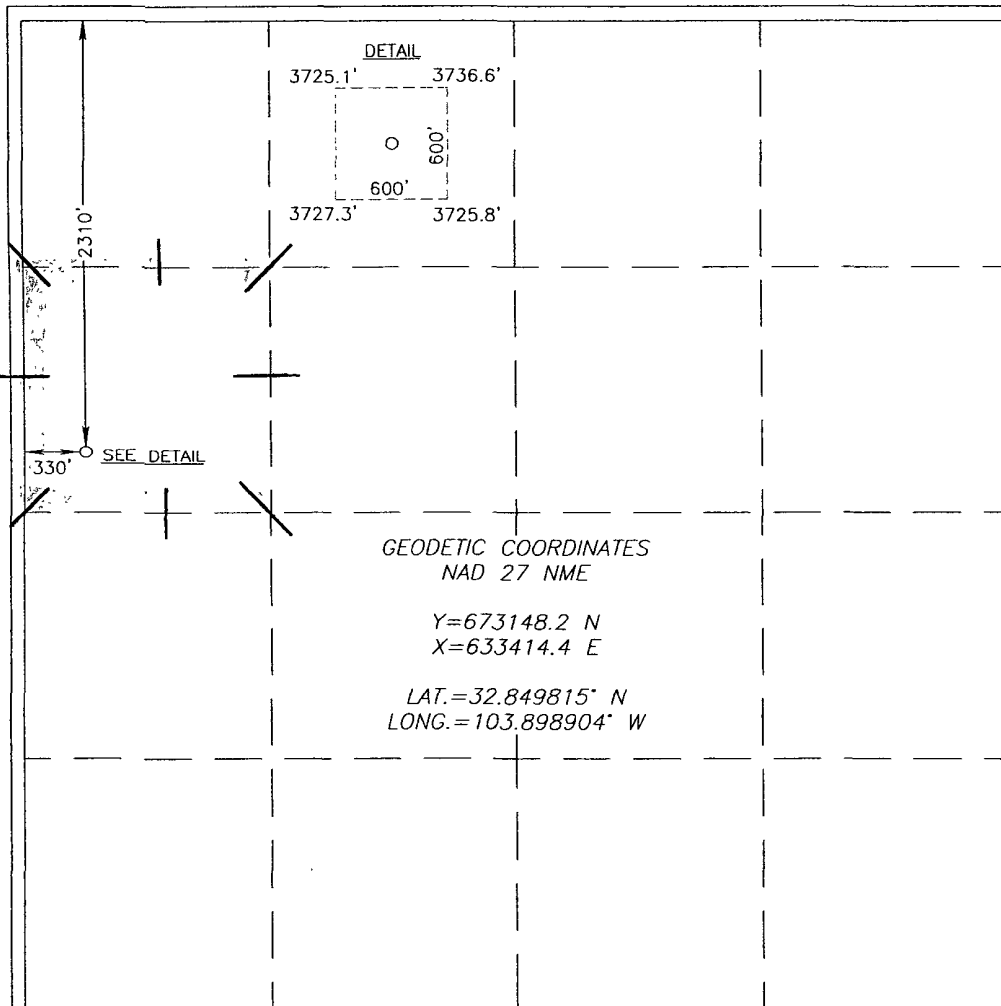 DETAIL
3725.1' 3736.6'
600'
600'
3727.3' 3725.8'
2310'
330'
SEE DETAIL
GEODETIC COORDINATES
NAD 27 NME
Y=673148.2 N
X=633414.4 E
LAT.=32.849815° N
LONG.=103.898904° W